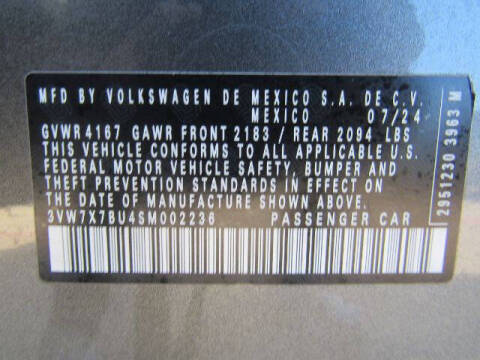 MFD BY VOLKSWAGEN DE MEXICO S.A. DE C.V.
MEXICO 07/24
GVWR 4167 GAWR FRONT 2183 / REAR 2094 LBS
THIS VEHICLE CONFORMS TO ALL APPLICABLE U.S.
FEDERAL MOTOR VEHICLE SAFETY, BUMPER AND
THEFT PREVENTION STANDARDS IN EFFECT ON
THE DATE OF MANUFACTURE SHOWN ABOVE.
3VW7X7BU4SM002236 PASSENGER CAR
2951230 3963 M